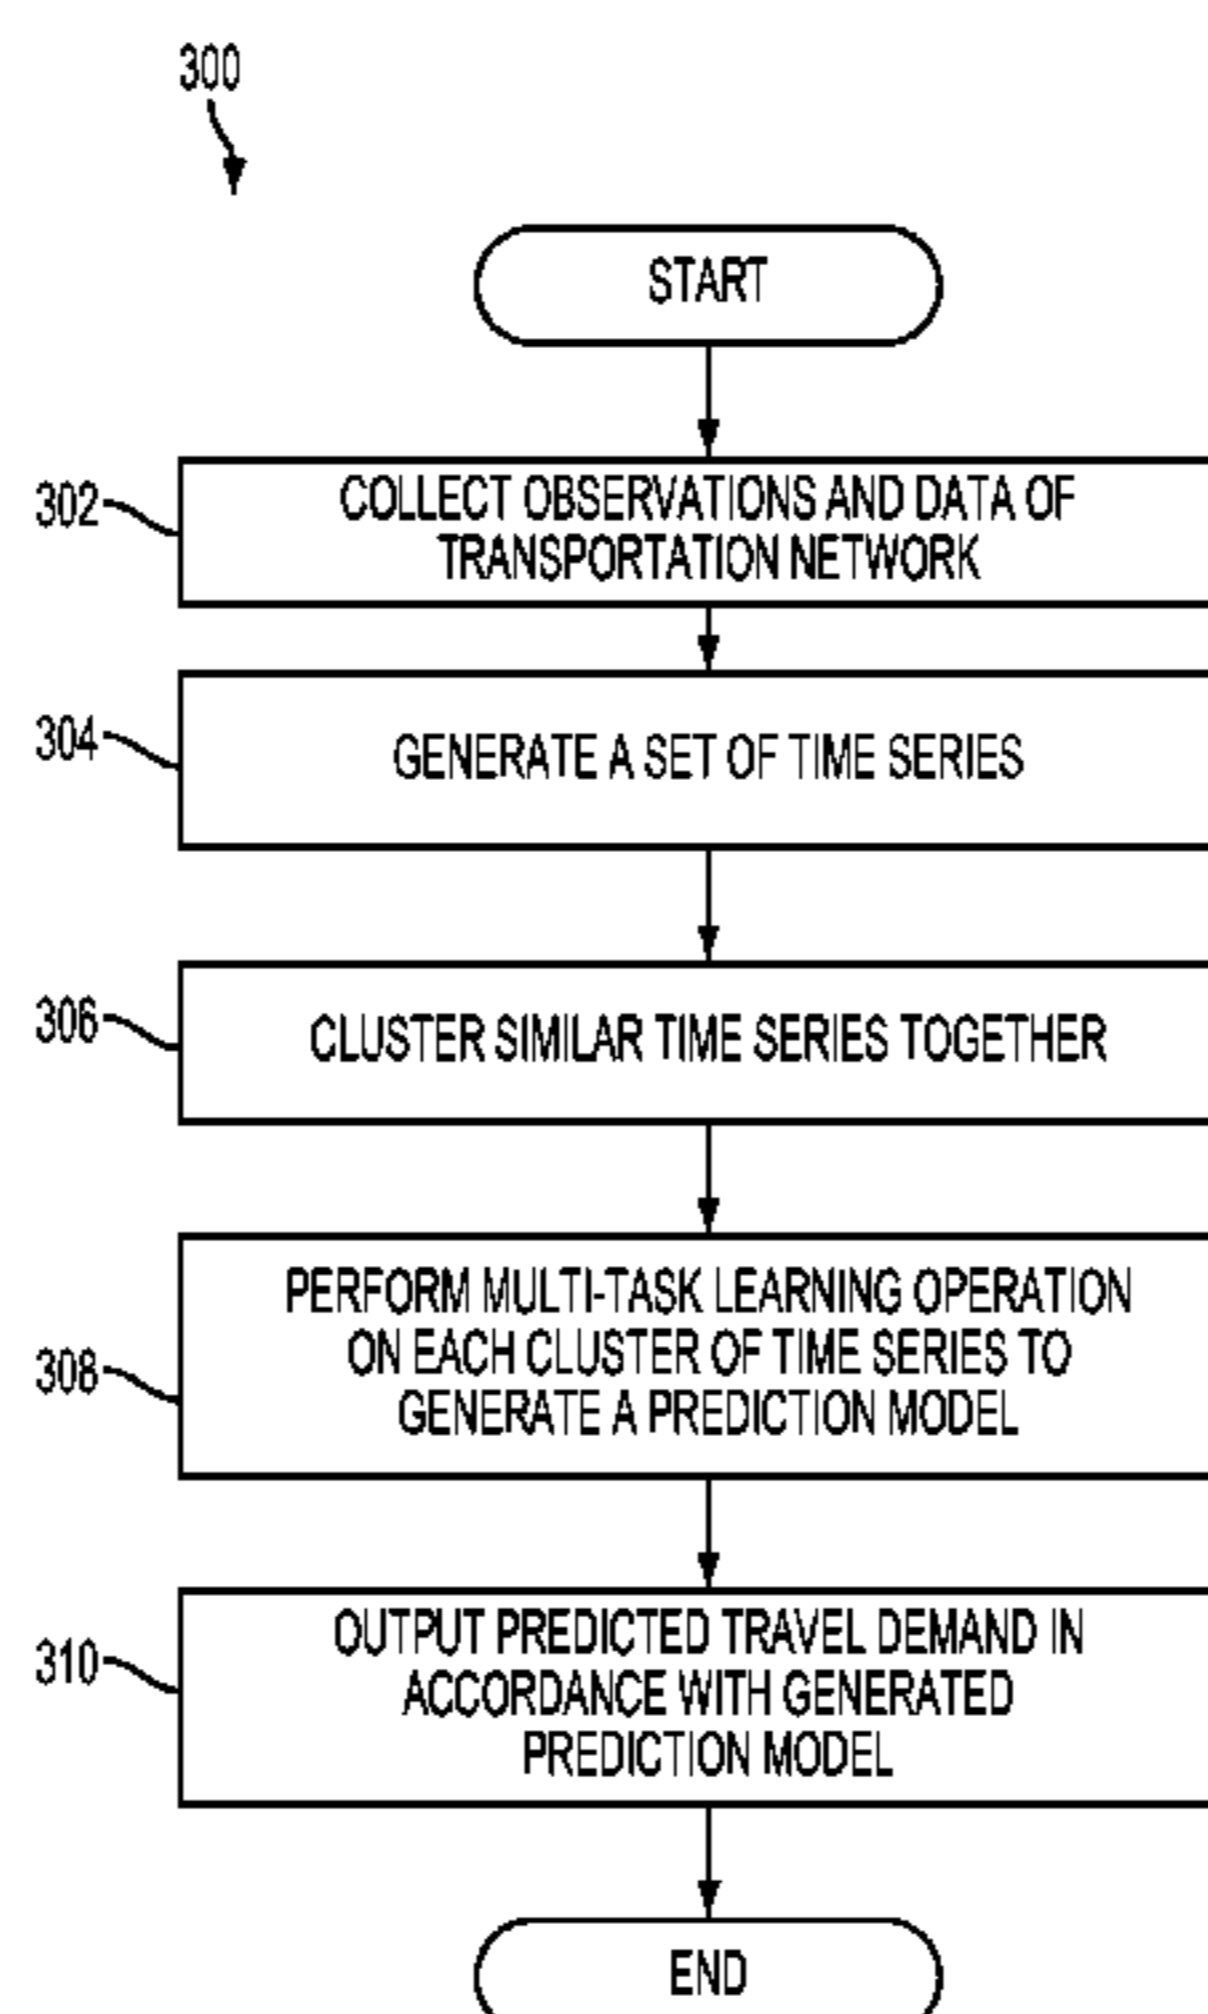 300
START
302
COLLECT OBSERVATIONS AND DATA OF
TRANSPORTATION NETWORK
304
GENERATE A SET OF TIME SERIES
306
CLUSTER SIMILAR TIME SERIES TOGETHER
308
PERFORM MULTI-TASK LEARNING OPERATION
ON EACH CLUSTER OF TIME SERIES TO
GENERATE A PREDICTION MODEL
310
OUTPUT PREDICTED TRAVEL DEMAND IN
ACCORDANCE WITH GENERATED
PREDICTION MODEL
END